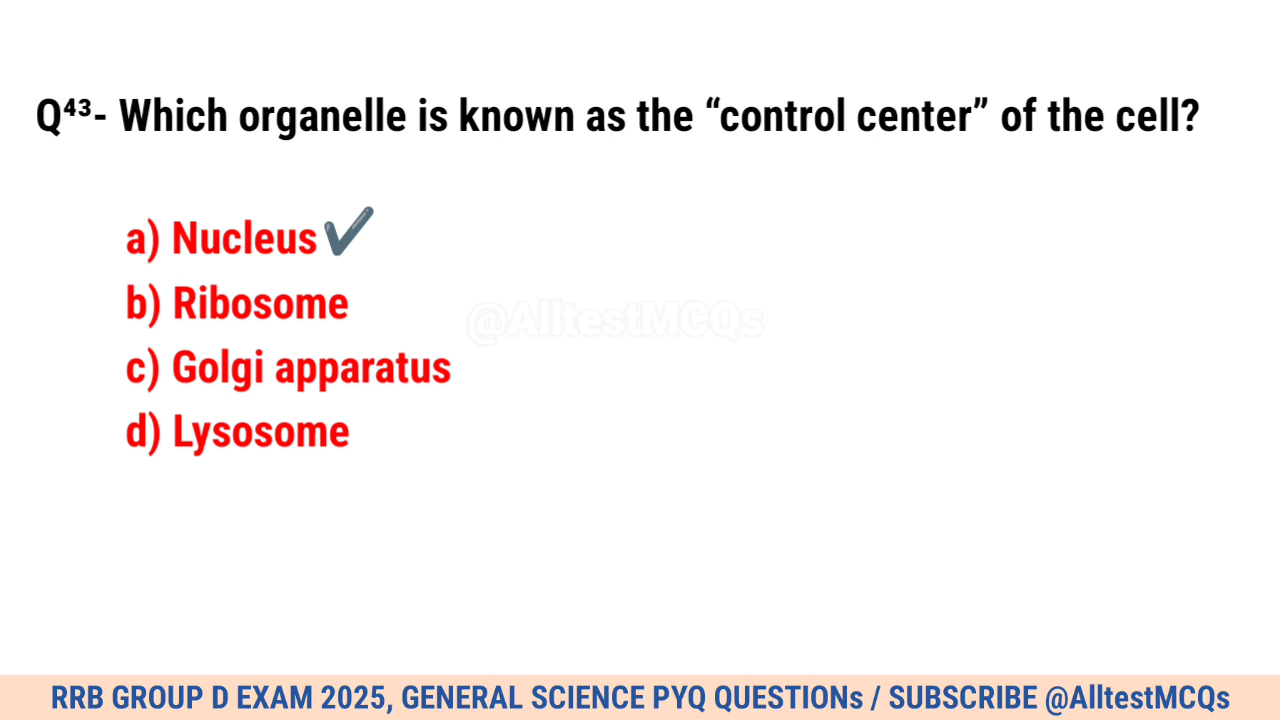 Q⁴³- Which organelle is known as the “control center” of the cell?
a) Nucleus✔
b) Ribosome
@AlltestMCQs
c) Golgi apparatus
d) Lysosome
RRB GROUP D EXAM 2025, GENERAL SCIENCE PYQ QUESTIONs / SUBSCRIBE @AlltestMCQs